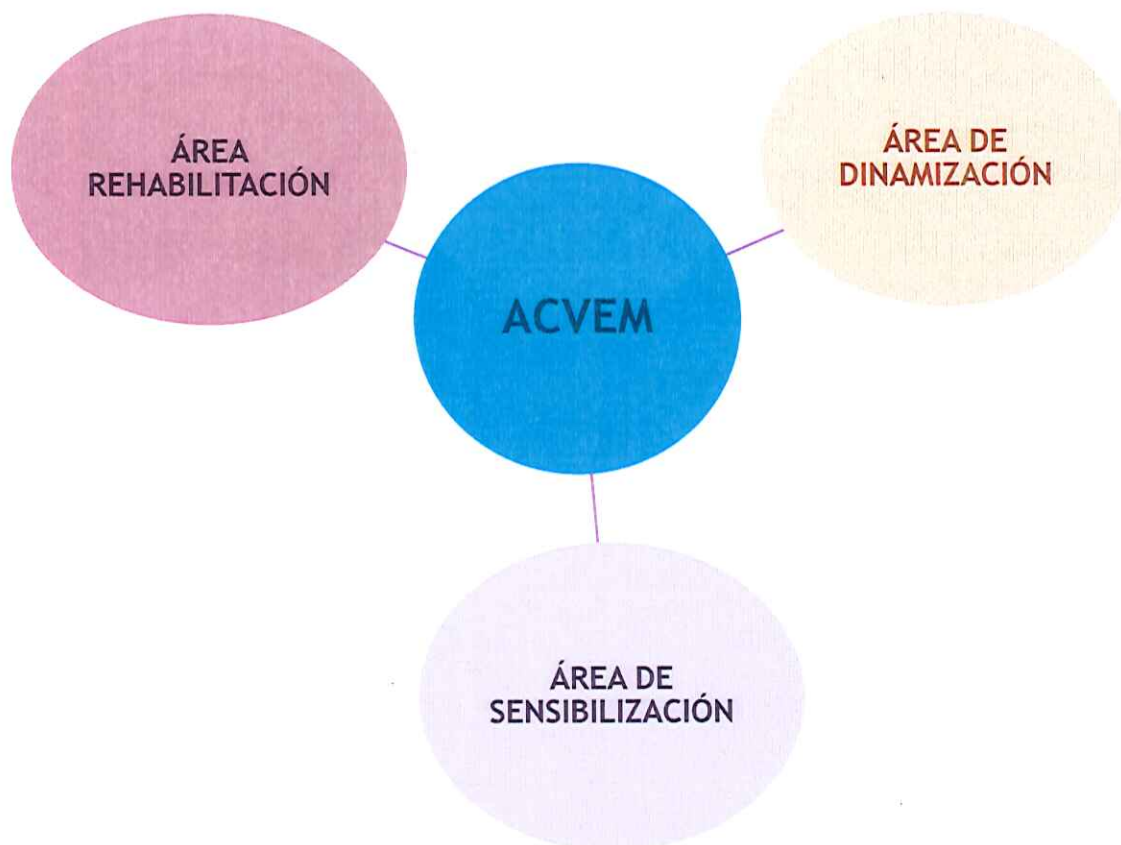 ÁREA
REHABILITACIÓN
ÁREA DE
DINAMIZACIÓN
ACVEM
ÁREA DE
SENSIBILIZACIÓN